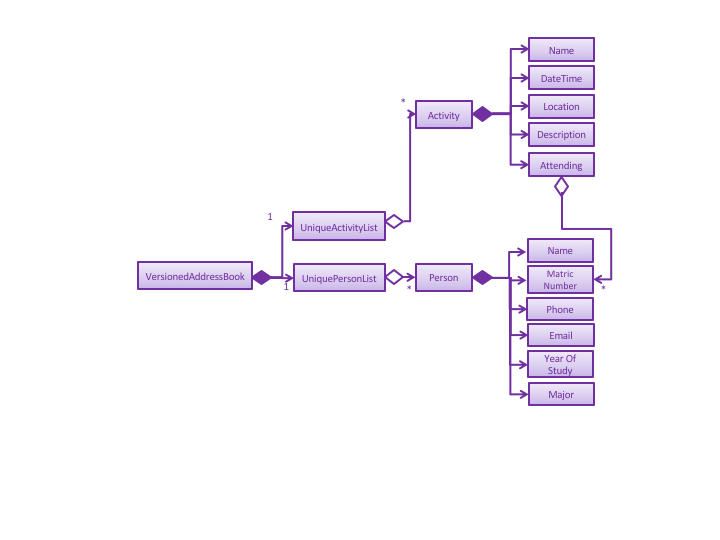 Name
DateTime
*
Location
Activity
Description
Attending
1
UniqueActivityList
Name
VersionedAddressBook
UniquePersonList
Person
Matric
Number
1
*
*
Phone
Email
Year Of
Study
Major